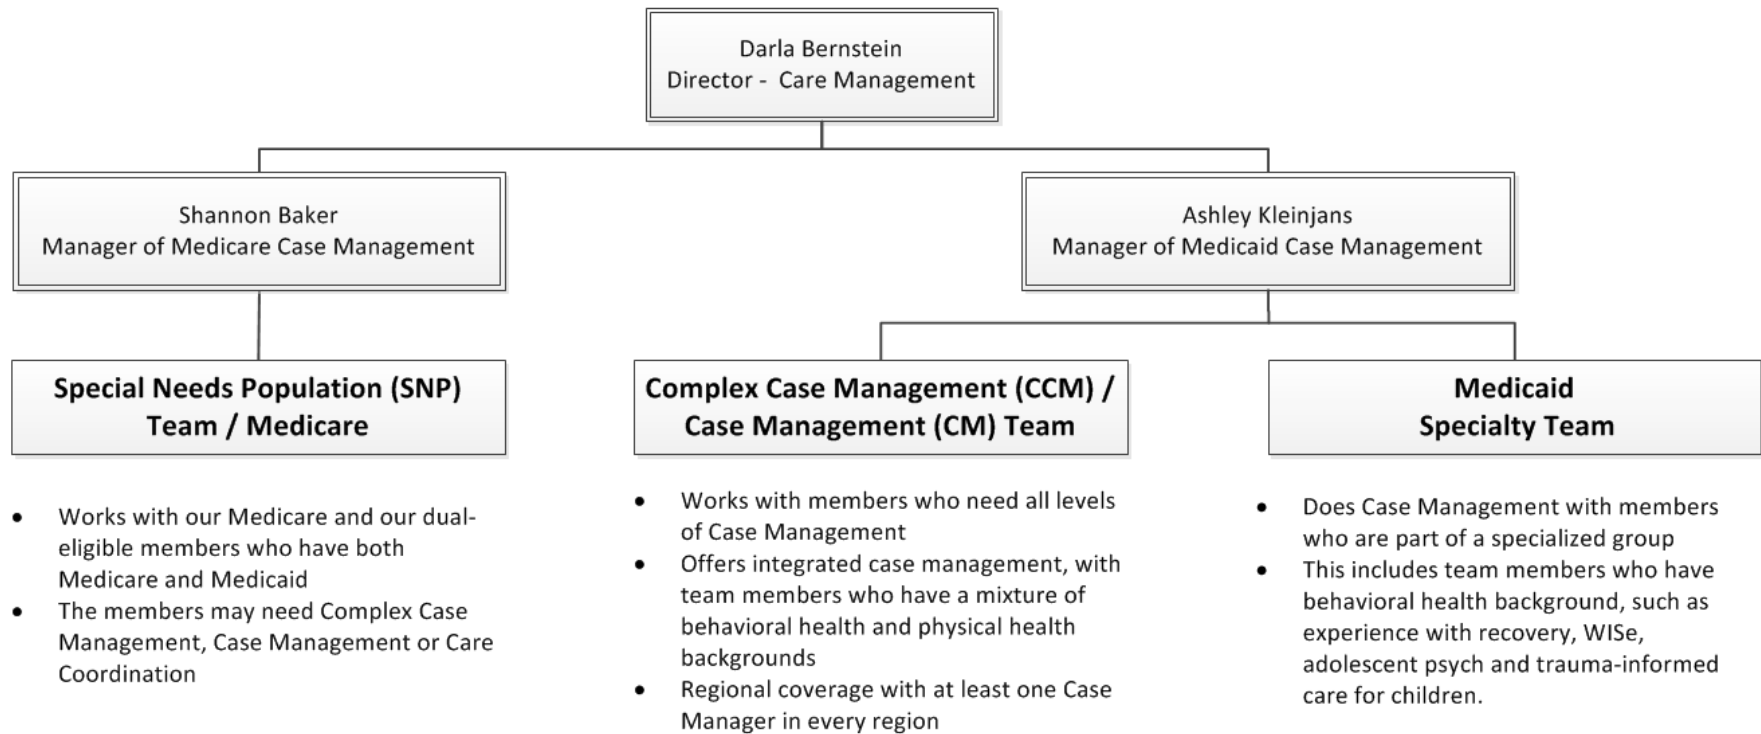 Darla Bernstein
Director -  Care Management
Shannon Baker
Manager of Medicare Case Management
Ashley Kleinjans
Manager of Medicaid Case Management
Special Needs Population (SNP)
Team / Medicare
• Works with our Medicare and our dual-
eligible members who have both
Medicare and Medicaid
• The members may need Complex Case
Management, Case Management or Care
Coordination
Complex Case Management (CCM) /
Case Management (CM) Team
• Works with members who need all levels
of Case Management
• Offers integrated case management, with
team members who have a mixture of
behavioral health and physical health
backgrounds
• Regional coverage with at least one Case
Manager in every region
Medicaid
Specialty Team
• Does Case Management with members
who are part of a specialized group
• This includes team members who have
behavioral health background, such as
experience with recovery, WISe,
adolescent psych and trauma-informed
care for children.